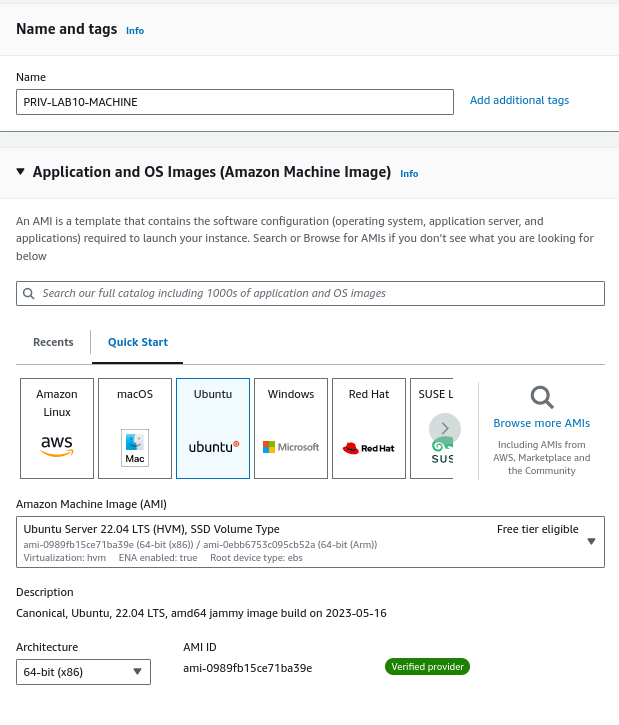 Name and tags Info
Name
PRIV-LAB10-MACHINE
Add additional tags
Application and OS Images (Amazon Machine Image) Info
An AMI is a template that contains the software configuration (operating system, application server, and
applications) required to launch your instance. Search or Browse for AMIs if you don't see what you are looking for
below
Search our full catalog including 1000s of application and OS images
Recents
Quick Start
Amazon
Linux
aws
macOS
Mac
Ubuntu
ubuntu
Windows
Microsoft
Red Hat
Red Hat
SUSE L
SUS
Browse more AMIs
Including AMIs from
AWS, Marketplace and
the Community
Amazon Machine Image (AMI)
Ubuntu Server 22.04 LTS (HVM), SSD Volume Type
Free tier eligible
ami-0989fb15ce71ba39e (64-bit (x86)) / ami-0ebb6753c095cb52a (64-bit (Arm))
Virtualization: hvm ENA enabled: true Root device type: ebs
Description
Canonical, Ubuntu, 22.04 LTS, amd64 jammy image build on 2023-05-16
Architecture
64-bit (x86)
AMI ID
ami-0989fb15ce71ba39e
Verified provider